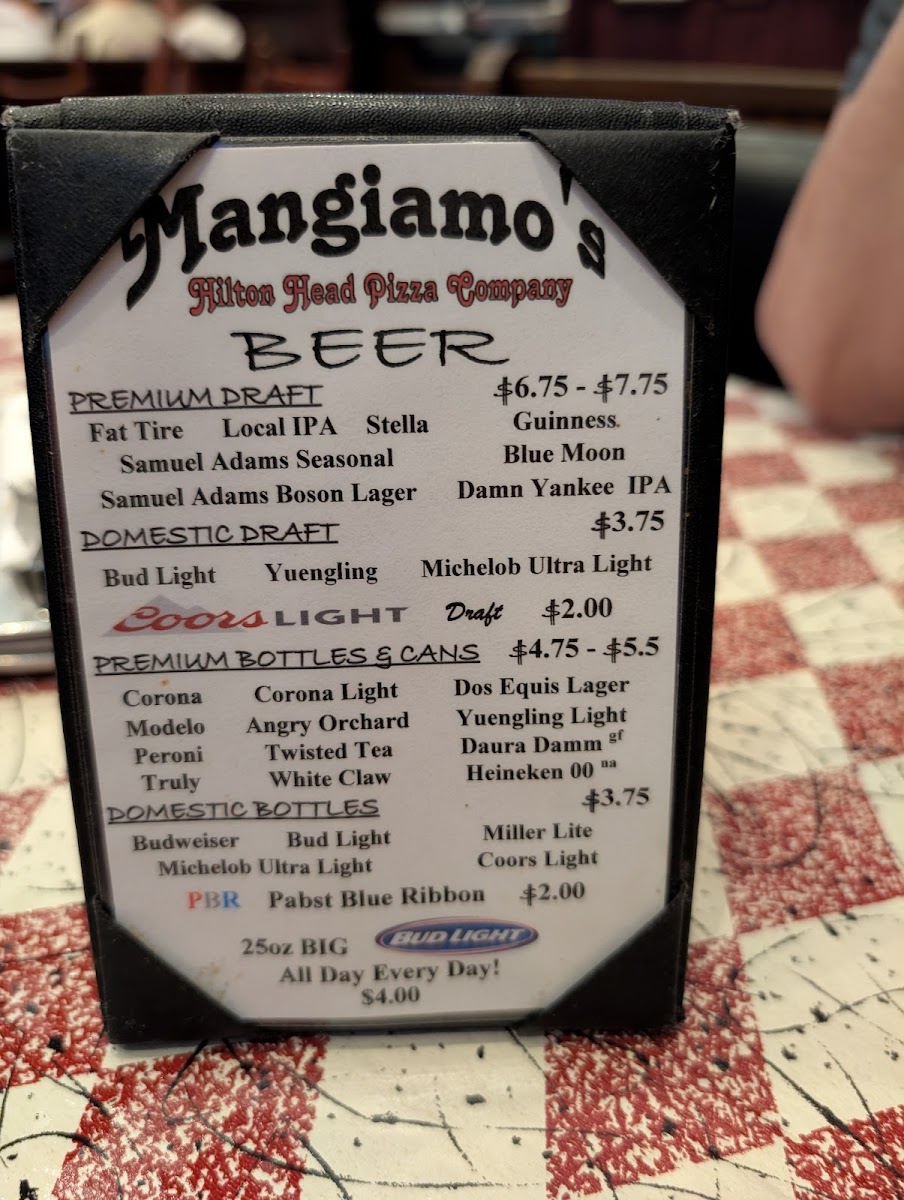 Mangiamo's
Hilton Head Pizza Company
BEER
PREMIUM DRAFT $6.75 - $7.75
Fat Tire Local IPA Stella Guinness
Samuel Adams Seasonal Blue Moon
Samuel Adams Boson Lager Damn Yankee IPA
DOMESTIC DRAFT $3.75
Bud Light Yuengling Michelob Ultra Light
Coors LIGHT Draft $2.00
PREMIUM BOTTLES & CANS $4.75 - $5.5
Corona Corona Light Dos Equis Lager
Modelo Angry Orchard Yuengling Light
Peroni Twisted Tea Daura Damm gf
Truly White Claw Heineken 00 na
DOMESTIC BOTTLES $3.75
Budweiser Bud Light Miller Lite
Michelob Ultra Light Coors Light
PBR Pabst Blue Ribbon $2.00
25oz BIG BUD LIGHT
All Day Every Day!
$4.00